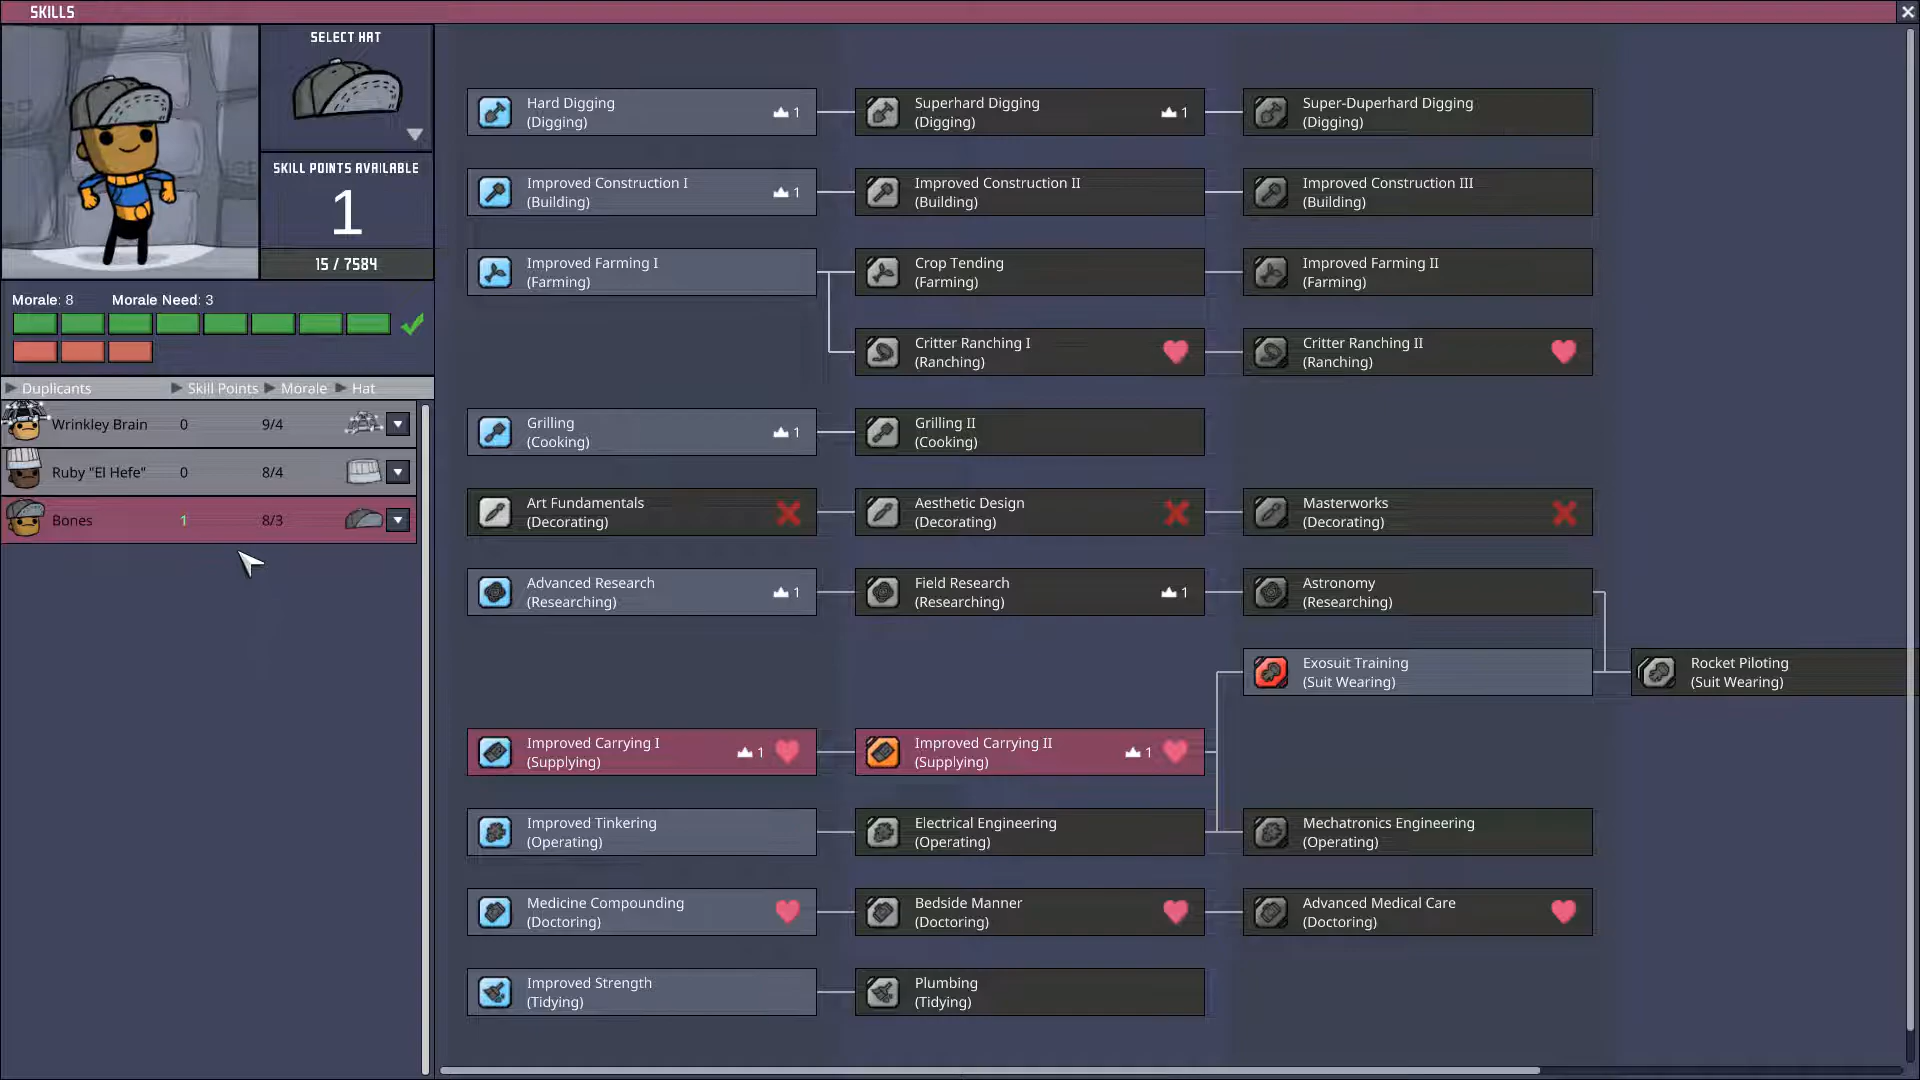 SKILLS
SELECT HAT
SKILL POINTS AVAILABLE
1
15 / 7584
Morale: 8 Morale Need: 3
Duplicants Skill Points Morale Hat
Wrinkley Brain 0 9/4
Ruby "El Hefe" 0 8/4
Bones 1 8/3
Hard Digging
(Digging)
1
Superhard Digging
(Digging)
1
Super-Duperhard Digging
(Digging)
Improved Construction I
(Building)
1
Improved Construction II
(Building)
Improved Construction III
(Building)
Improved Farming I
(Farming)
Crop Tending
(Farming)
Improved Farming II
(Farming)
Critter Ranching I
(Ranching)
Critter Ranching II
(Ranching)
Grilling
(Cooking)
1
Grilling II
(Cooking)
Art Fundamentals
(Decorating)
Aesthetic Design
(Decorating)
Masterworks
(Decorating)
Advanced Research
(Researching)
1
Field Research
(Researching)
1
Astronomy
(Researching)
Exosuit Training
(Suit Wearing)
Rocket Piloting
(Suit Wearing)
Improved Carrying I
(Supplying)
1
Improved Carrying II
(Supplying)
1
Improved Tinkering
(Operating)
Electrical Engineering
(Operating)
Mechatronics Engineering
(Operating)
Medicine Compounding
(Doctoring)
Bedside Manner
(Doctoring)
Advanced Medical Care
(Doctoring)
Improved Strength
(Tidying)
Plumbing
(Tidying)